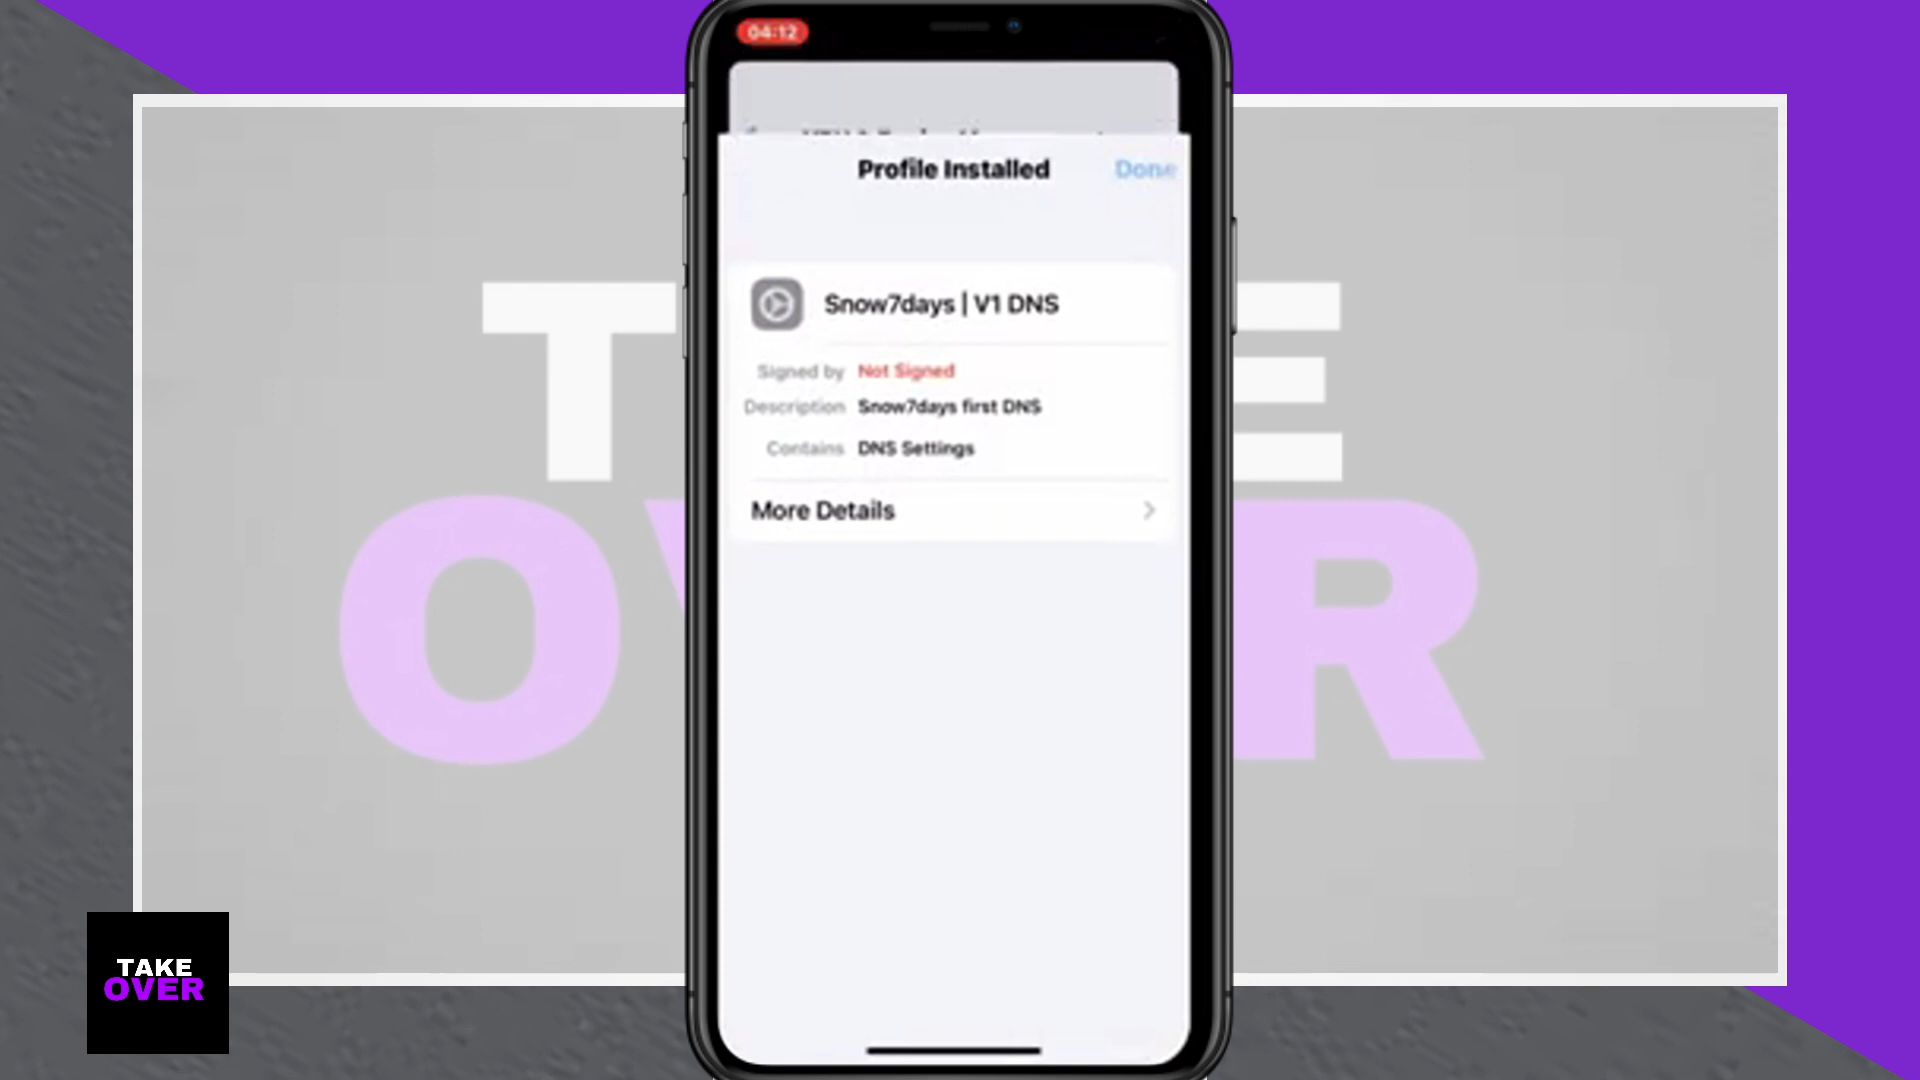 04:12
Profile Installed
Done
Snow7days | V1 DNS
Signed by Not Signed
Description Snow7days first DNS
Contains DNS Settings
More Details
TAKE
OVER